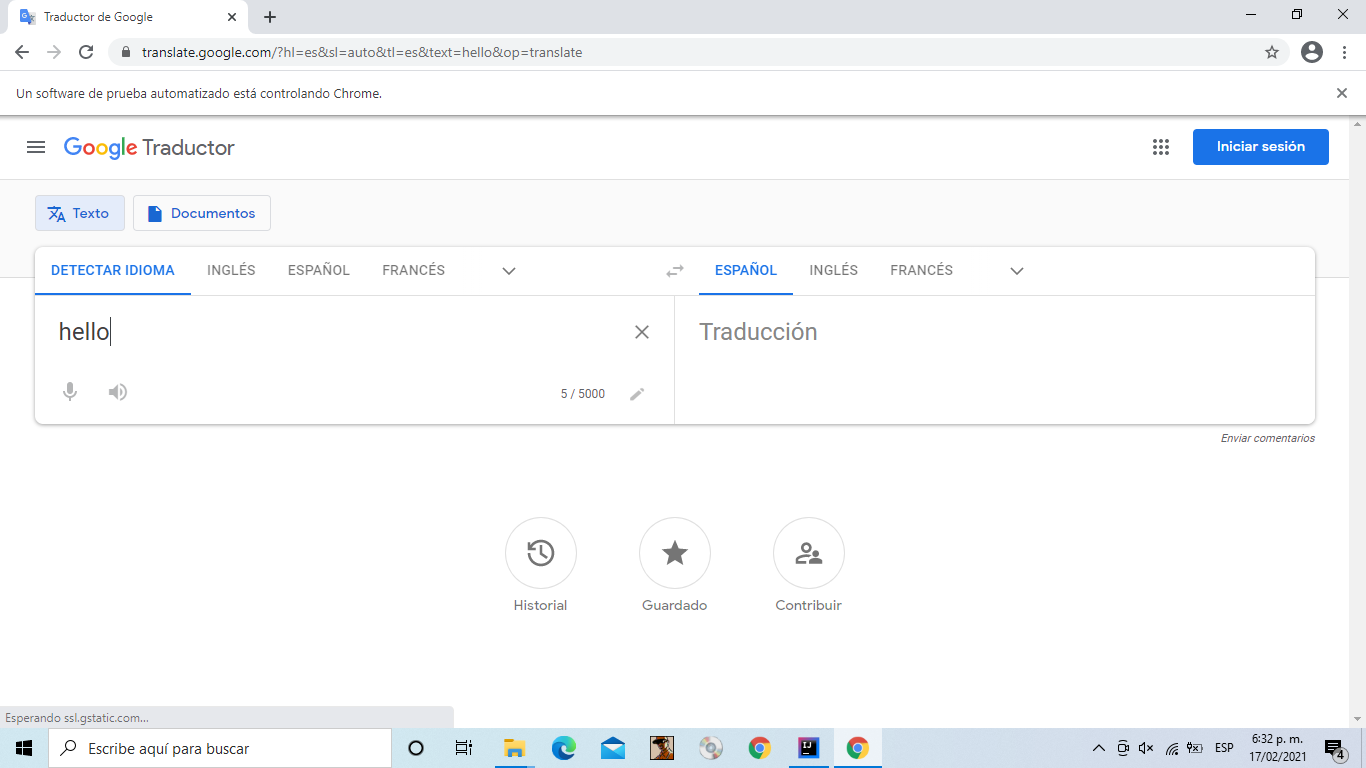 Traductor de Google
translate.google.com/?hl=es&sl=auto&tl=es&text=hello&op=translate
Un software de prueba automatizado está controlando Chrome.
Google Traductor
Iniciar sesión
Texto Documentos
DETECTAR IDIOMA INGLÉS ESPAÑOL FRANCÉS ESPAÑOL INGLÉS FRANCÉS
hello Traducción
5 / 5000
Enviar comentarios
Historial Guardado Contribuir
Esperando ssl.gstatic.com...
Escribe aquí para buscar
ESP
6:32 p. m.
17/02/2021
4